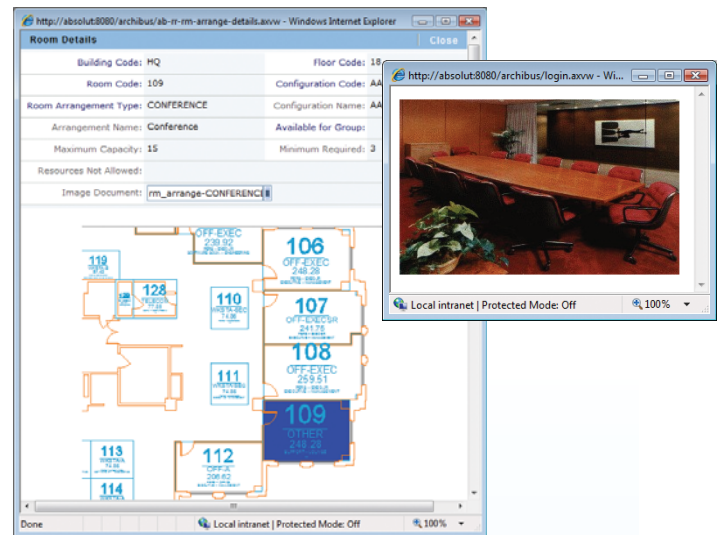 http://absolut:8080/archibus/ab-rr-rm-arrange-details.axvw - Windows Internet Explorer
Room Details
Close
Building Code: HQ
Floor Code: 18
Room Code: 109
Configuration Code: AA
Room Arrangement Type: CONFERENCE
Configuration Name: AA
Arrangement Name: Conference
Available for Group:
Maximum Capacity: 15
Minimum Required: 3
Resources Not Allowed:
Image Document: rm_arrange-CONFERENCE
http://absolut:8080/archibus/login.axvw - Wi...
Local intranet | Protected Mode: Off
100%
OFF-EXEC
239.92
106
OFF-EXEC
248.28
119
128
TELECOM
110
107
OFF-EXECSR
241.75
108
OFF-EXEC
259.51
111
109
OTHER
248.28
113
112
OFF-A
206.62
114
Done
Local intranet | Protected Mode: Off
100%